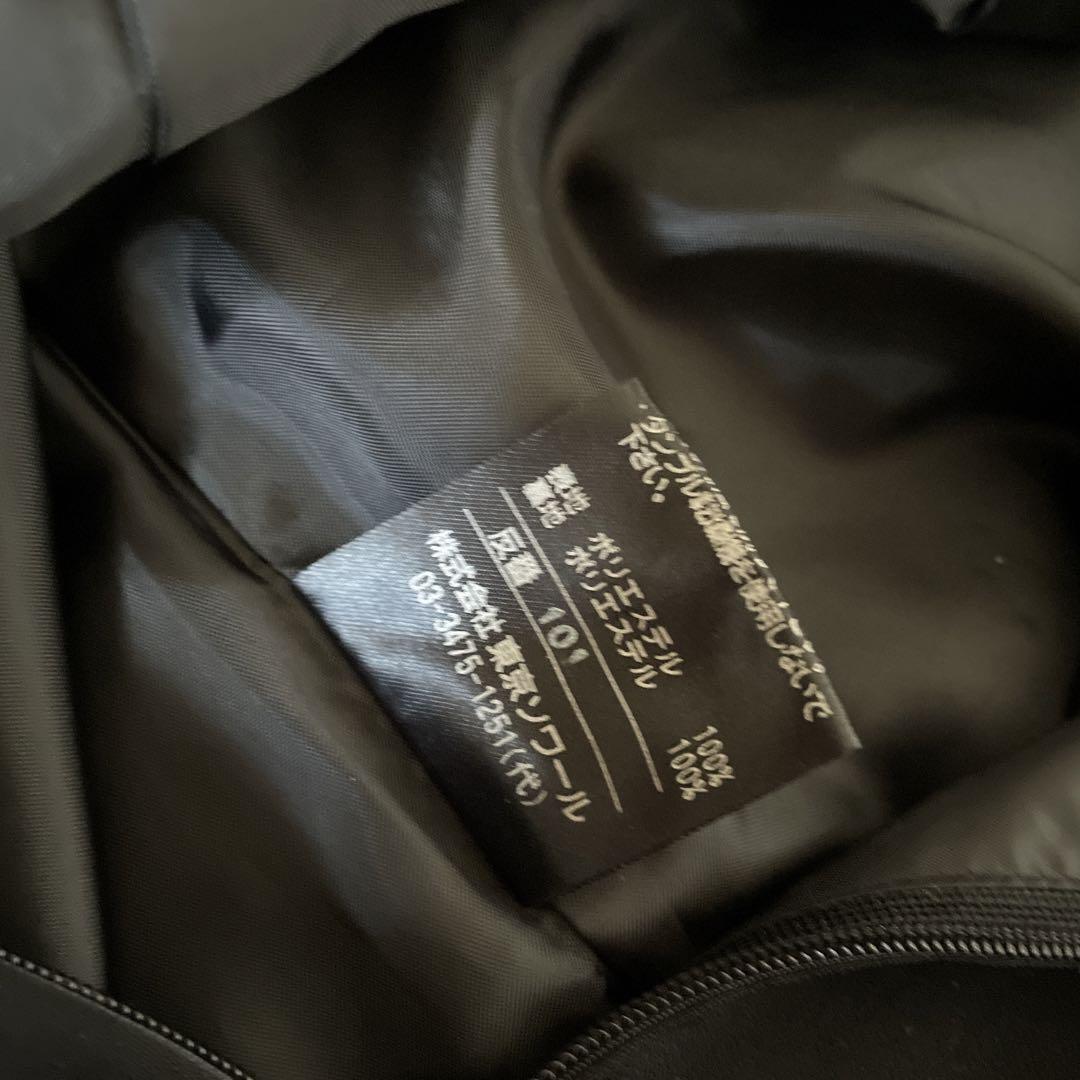 ・タンブル乾燥機を使用しないで
下さい。
表地 ポリエステル 100%
裏地 ポリエステル 100%
反番 101
株式会社 東京ソワール
03-3475-1251(代)